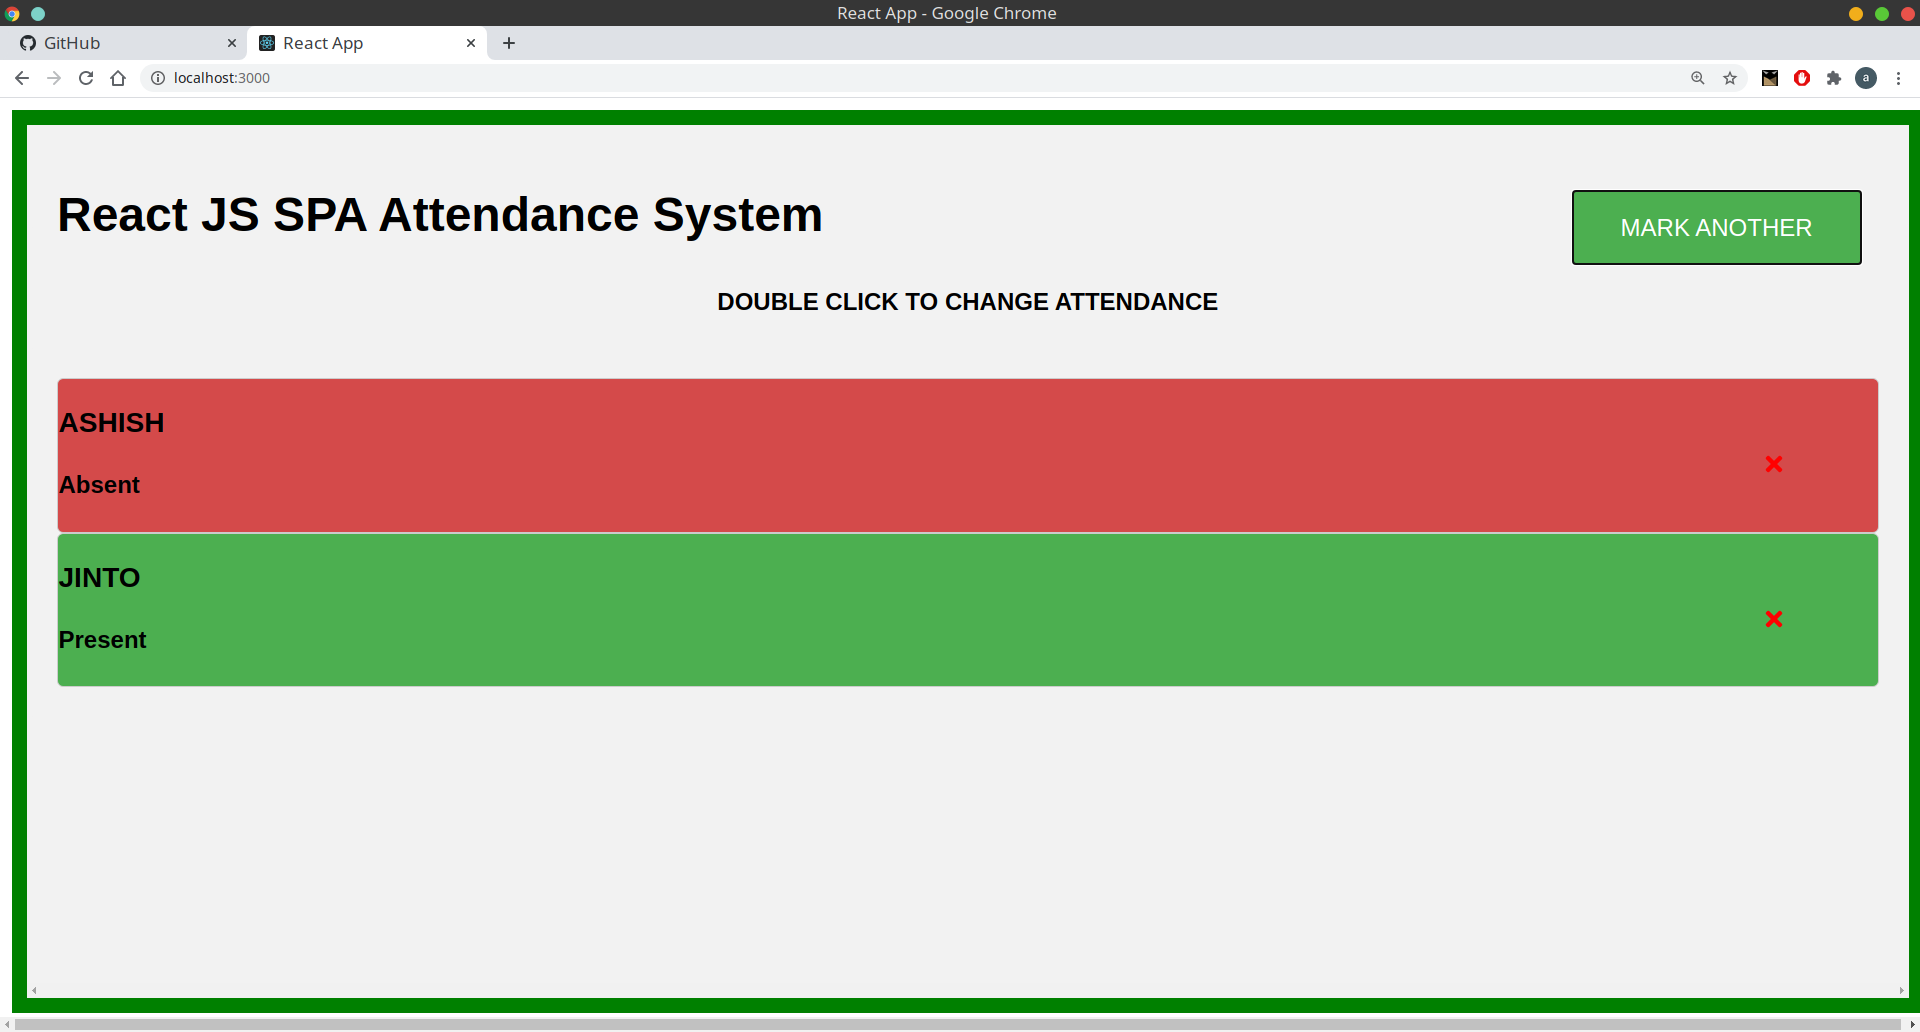 React App - Google Chrome
GitHub
React App
localhost:3000
a
React JS SPA Attendance System
MARK ANOTHER
DOUBLE CLICK TO CHANGE ATTENDANCE
ASHISH
Absent
JINTO
Present